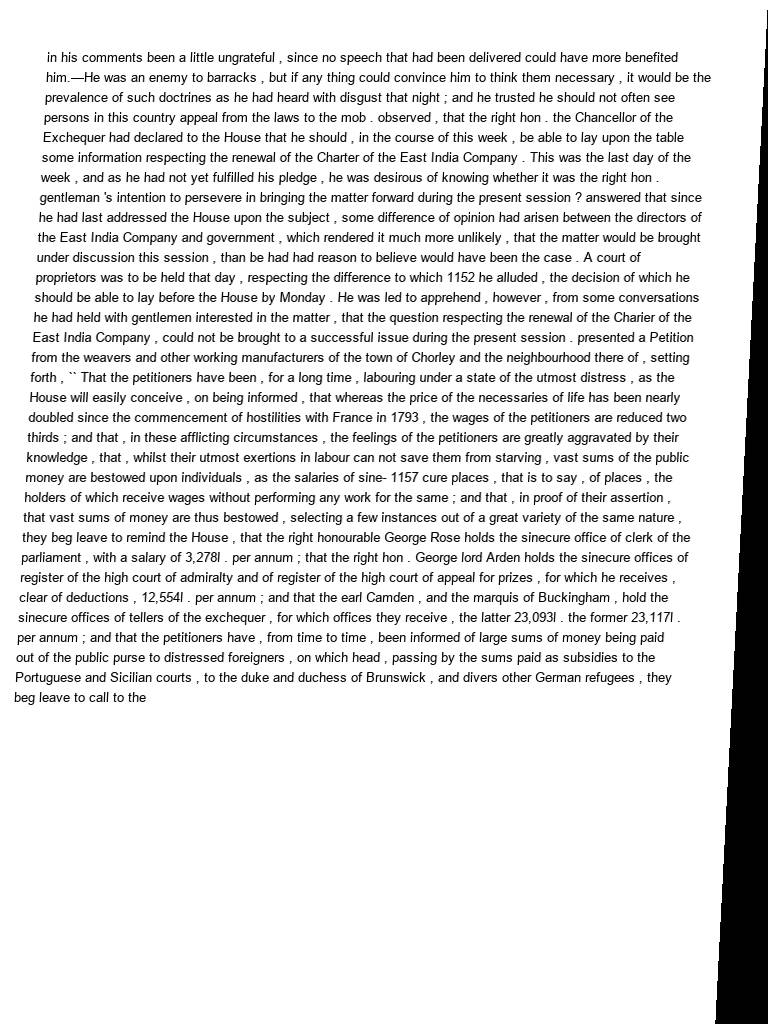 in his comments been a little ungrateful , since no speech that had been delivered could have more benefited
him.—He was an enemy to barracks , but if any thing could convince him to think them necessary , it would be the
prevalence of such doctrines as he had heard with disgust that night ; and he trusted he should not often see
persons in this country appeal from the laws to the mob . observed , that the right hon . the Chancellor of the
Exchequer had declared to the House that he should , in the course of this week , be able to lay upon the table
some information respecting the renewal of the Charter of the East India Company . This was the last day of the
week , and as he had not yet fulfilled his pledge , he was desirous of knowing whether it was the right hon .
gentleman 's intention to persevere in bringing the matter forward during the present session ? answered that since
he had last addressed the House upon the subject , some difference of opinion had arisen between the directors of
the East India Company and government , which rendered it much more unlikely , that the matter would be brought
under discussion this session , than be had had reason to believe would have been the case . A court of
proprietors was to be held that day , respecting the difference to which 1152 he alluded , the decision of which he
should be able to lay before the House by Monday . He was led to apprehend , however , from some conversations
he had held with gentlemen interested in the matter , that the question respecting the renewal of the Charier of the
East India Company , could not be brought to a successful issue during the present session . presented a Petition
from the weavers and other working manufacturers of the town of Chorley and the neighbourhood there of , setting
forth , `` That the petitioners have been , for a long time , labouring under a state of the utmost distress , as the
House will easily conceive , on being informed , that whereas the price of the necessaries of life has been nearly
doubled since the commencement of hostilities with France in 1793 , the wages of the petitioners are reduced two
thirds ; and that , in these afflicting circumstances , the feelings of the petitioners are greatly aggravated by their
knowledge , that , whilst their utmost exertions in labour can not save them from starving , vast sums of the public
money are bestowed upon individuals , as the salaries of sine- 1157 cure places , that is to say , of places , the
holders of which receive wages without performing any work for the same ; and that , in proof of their assertion ,
that vast sums of money are thus bestowed , selecting a few instances out of a great variety of the same nature ,
they beg leave to remind the House , that the right honourable George Rose holds the sinecure office of clerk of the
parliament , with a salary of 3,278l . per annum ; that the right hon . George lord Arden holds the sinecure offices of
register of the high court of admiralty and of register of the high court of appeal for prizes , for which he receives ,
clear of deductions , 12,554l . per annum ; and that the earl Camden , and the marquis of Buckingham , hold the
sinecure offices of tellers of the exchequer , for which offices they receive , the latter 23,093l . the former 23,117l .
per annum ; and that the petitioners have , from time to time , been informed of large sums of money being paid
out of the public purse to distressed foreigners , on which head , passing by the sums paid as subsidies to the
Portuguese and Sicilian courts , to the duke and duchess of Brunswick , and divers other German refugees , they
beg leave to call to the